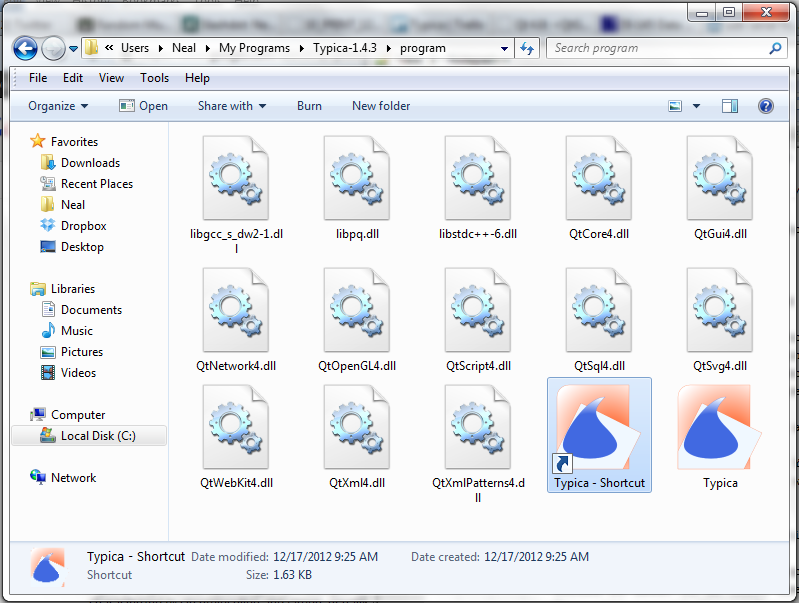 « Users Neal My Programs Typica-1.4.3 program Search program
File Edit View Tools Help
Organize Open Share with Burn New folder
Favorites
Downloads
Recent Places
Neal
Dropbox
Desktop
Libraries
Documents
Music
Pictures
Videos
Computer
Local Disk (C:)
Network
libgcc_s_dw2-1.dl
l
libpq.dll
libstdc++-6.dll
QtCore4.dll
QtGui4.dll
QtNetwork4.dll
QtOpenGL4.dll
QtScript4.dll
QtSql4.dll
QtSvg4.dll
QtWebKit4.dll
QtXml4.dll
QtXmlPatterns4.d
ll
Typica - Shortcut
Typica
Typica - Shortcut Date modified: 12/17/2012 9:25 AM Date created: 12/17/2012 9:25 AM
Shortcut Size: 1.63 KB